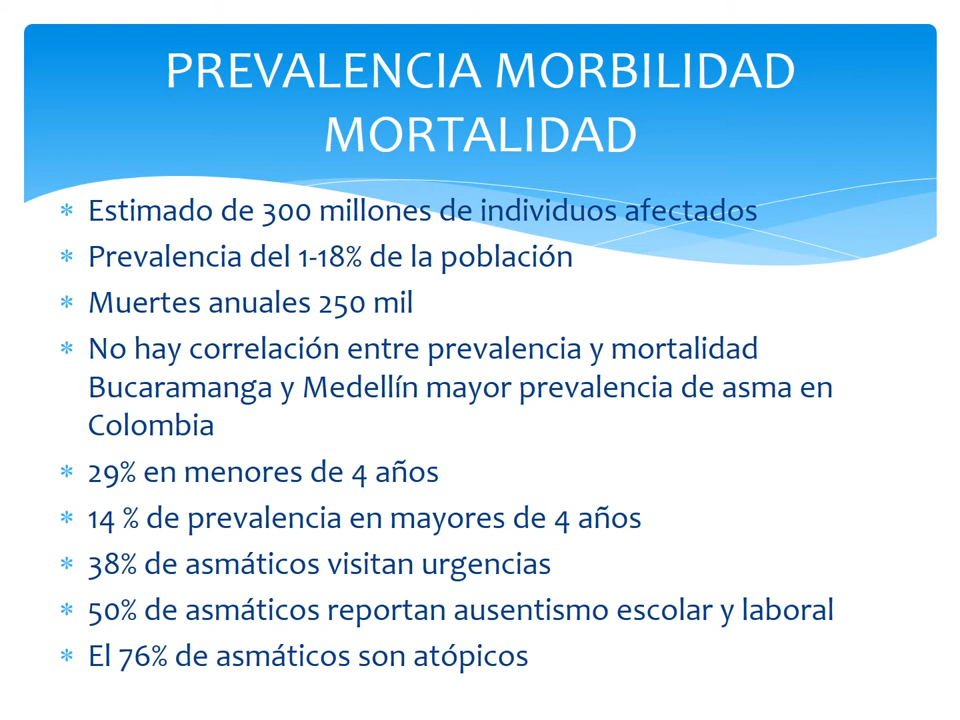 PREVALENCIA MORBILIDAD
MORTALIDAD
* Estimado de 300 millones de individuos afectados
* Prevalencia del 1-18% de la población
* Muertes anuales 250 mil
* No hay correlación entre prevalencia y mortalidad
Bucaramanga y Medellín mayor prevalencia de asma en
Colombia
* 29% en menores de 4 años
* 14 % de prevalencia en mayores de 4 años
* 38% de asmáticos visitan urgencias
* 50% de asmáticos reportan ausentismo escolar y laboral
* El 76% de asmáticos son atópicos